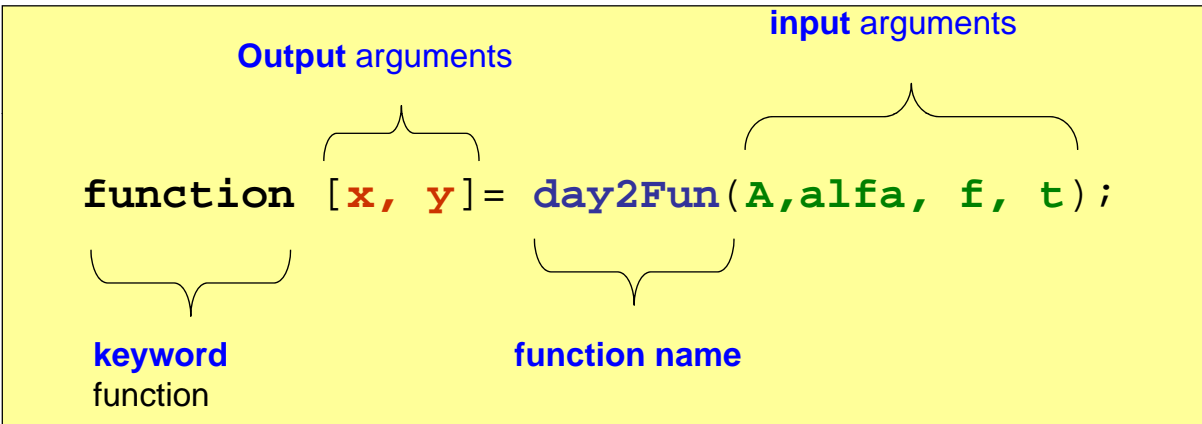 input arguments
Output arguments
function [x, y]= day2Fun(A,alfa, f, t);
keyword
function
function name